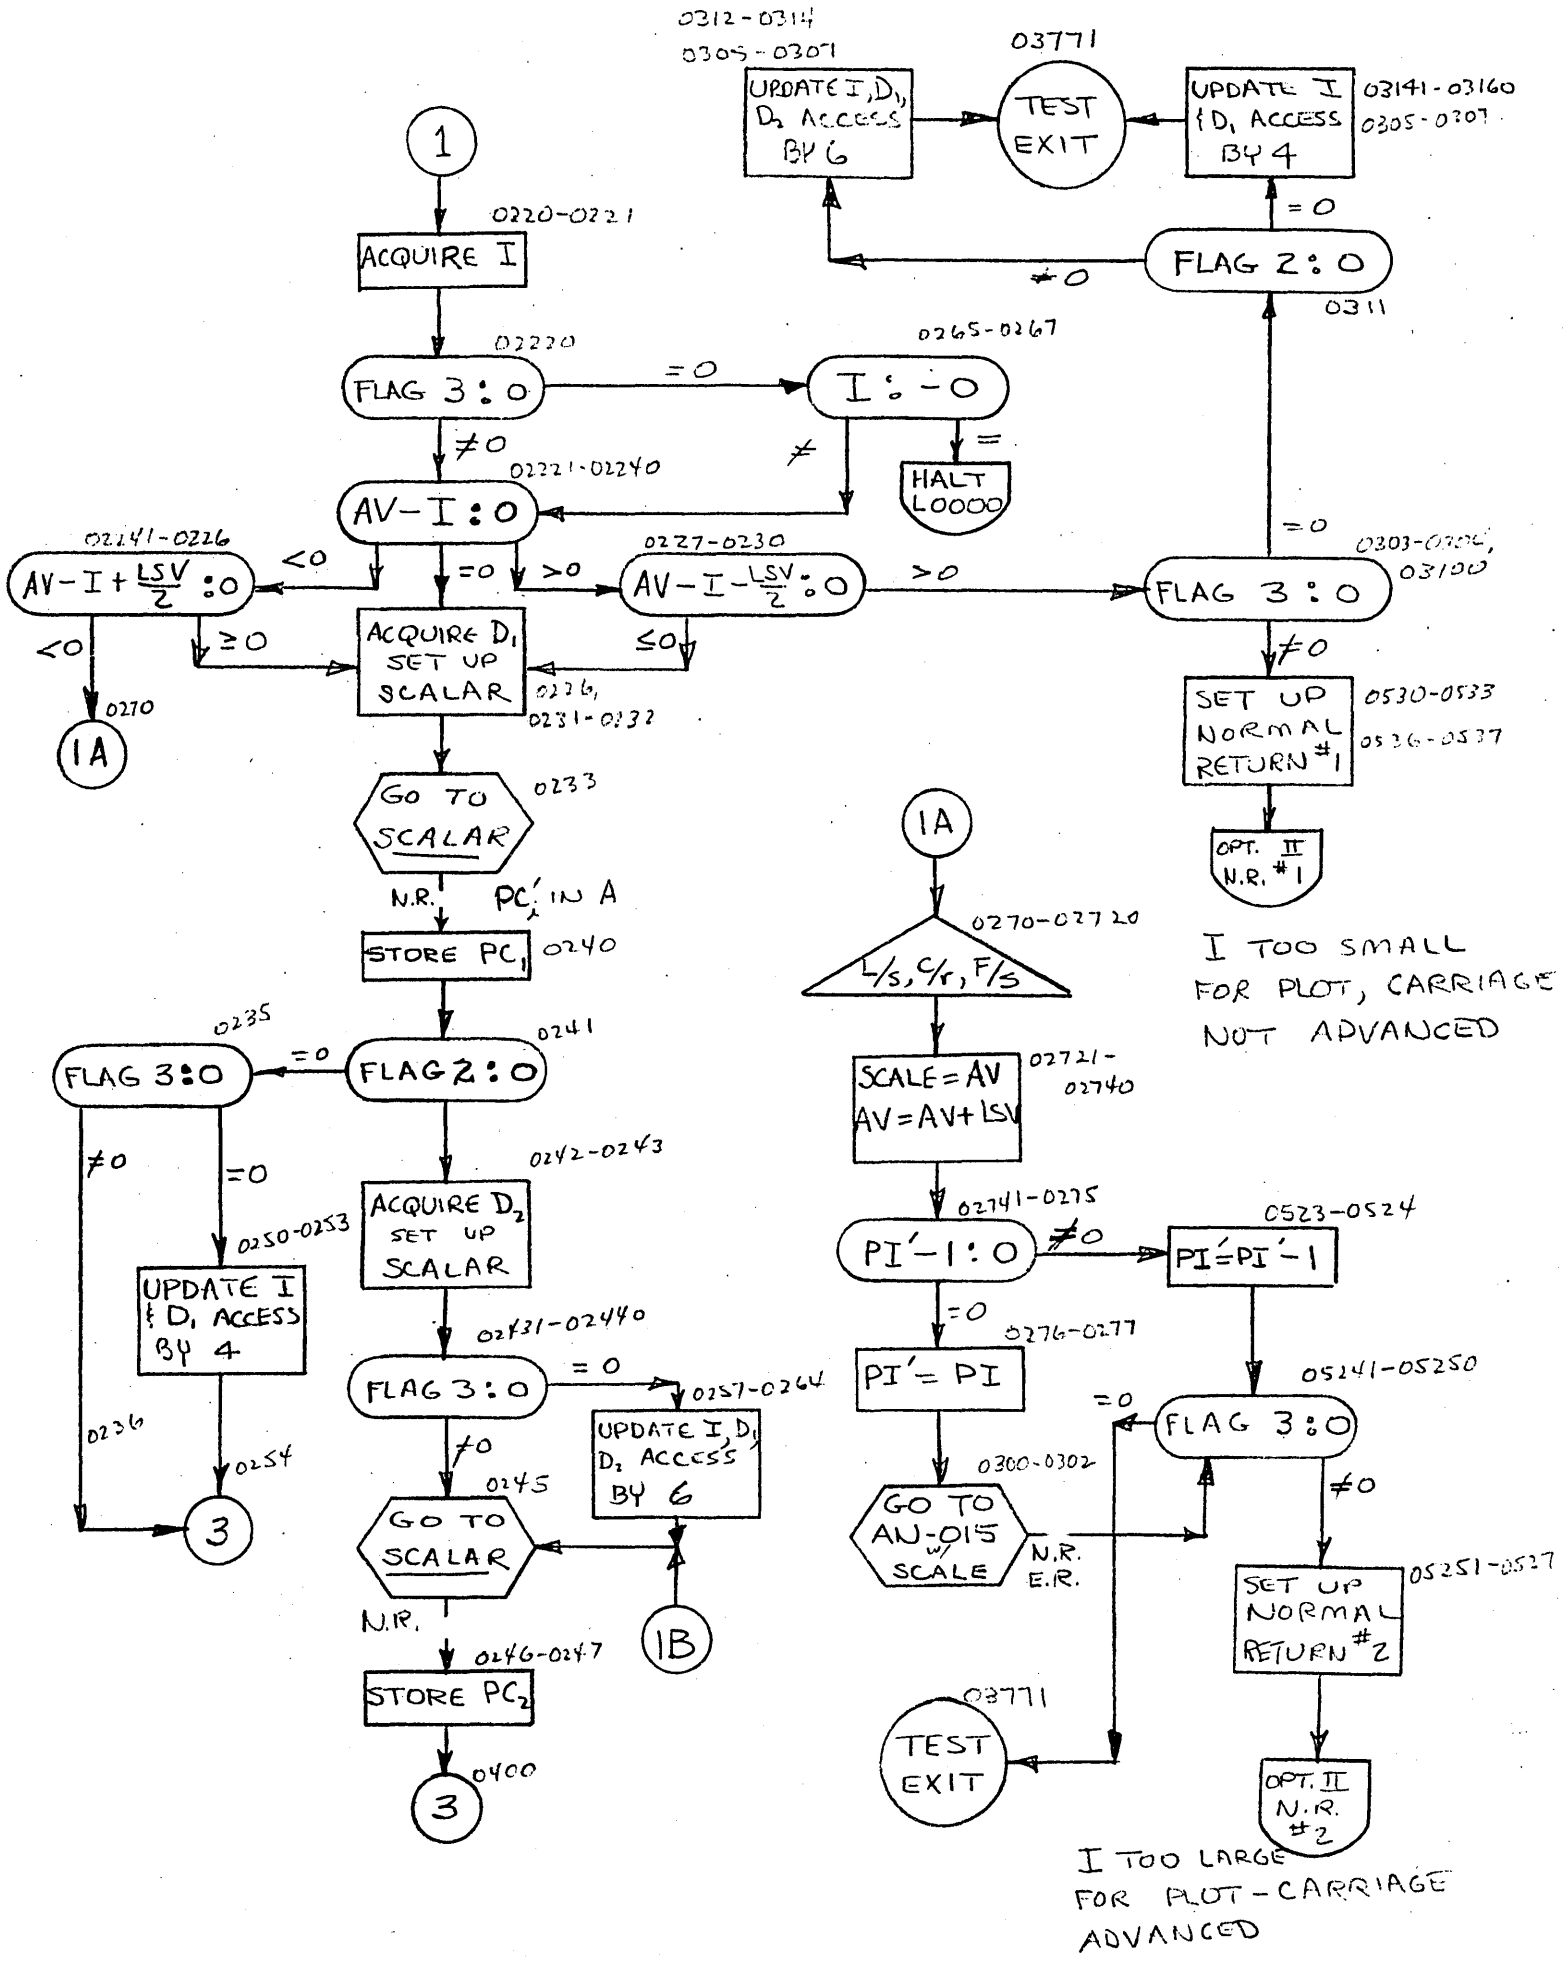 0312-0314
0305-0307
UPDATE I, D₁,
D₂ ACCESS
BY 6
03771
TEST
EXIT
UPDATE I
& D₁ ACCESS
BY 4
03141-03160
0305-0307
= 0
FLAG 2 : 0
≠ 0
0311
1
0220-0221
ACQUIRE I
02220
FLAG 3 : 0
= 0
0265-0267
I : - 0
≠ 0
≠
=
HALT
L0000
02221-02240
AV - I : 0
02241-0226
AV - I + LSV/2 : 0
<0
=0
>0
0227-0230
AV - I - LSV/2 : 0
>0
= 0
FLAG 3 : 0
03100
≠0
<0
≥0
≤0
ACQUIRE D₁
SET UP
SCALAR
0226,
0231-0232
0270
1A
SET UP
NORMAL
RETURN #1
0530-0533
0536-0537
OPT. II
N.R. #1
I TOO SMALL
FOR PLOT, CARRIAGE
NOT ADVANCED
GO TO
SCALAR
0233
N.R.
PC₁' IN A
STORE PC₁
0240
0235
FLAG 3 : 0
=0
0241
FLAG 2 : 0
≠0
=0
0250-0253
UPDATE I
& D₁ ACCESS
BY 4
0236
0254
3
0242-0243
ACQUIRE D₂
SET UP
SCALAR
02431-02440
FLAG 3 : 0
= 0
0257-0264
UPDATE I, D₁,
D₂ ACCESS
BY 6
≠0
0245
GO TO
SCALAR
1B
N.R.
0246-0247
STORE PC₂
0400
3
1A
0270-02720
L/s, C/r, F/s
SCALE = AV
AV = AV + LSV
02721-
02740
02741-0275
PI' - 1 : 0
≠0
0523-0524
PI' = PI' - 1
=0
0276-0277
PI' = PI
05241-05250
FLAG 3 : 0
=0
0300-0302
GO TO
AN-015
w/
SCALE
N.R.
E.R.
≠0
05251-0527
SET UP
NORMAL
RETURN #2
03771
TEST
EXIT
OPT. II
N.R.
#2
I TOO LARGE
FOR PLOT - CARRIAGE
ADVANCED